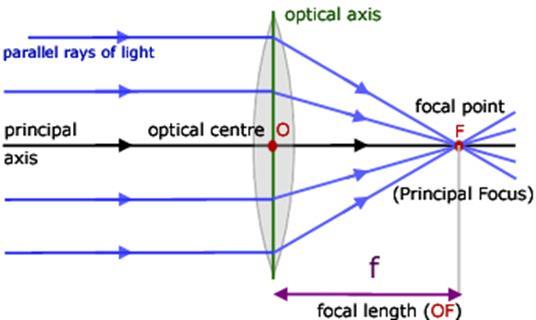 optical axis
parallel rays of light
focal point
principal
axis
optical centre O
F
(Principal Focus)
f
focal length (OF)